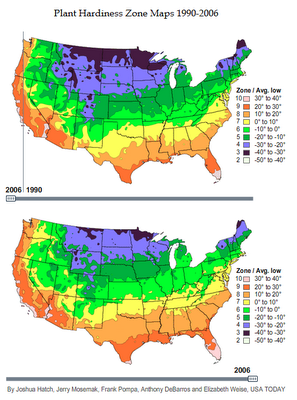 Plant Hardiness Zone Maps 1990-2006
Zone / Avg. low
10 30° to 40°
9 20° to 30°
8 10° to 20°
7 0° to 10°
6 -10° to 0°
5 -20° to -10°
4 -30° to -20°
3 -40° to -30°
2 -50° to -40°
2006 1990
Zone / Avg. low
10 30° to 40°
9 20° to 30°
8 10° to 20°
7 0° to 10°
6 -10° to 0°
5 -20° to -10°
4 -30° to -20°
3 -40° to -30°
2 -50° to -40°
2006
By Joshua Hatch, Jerry Mosemak, Frank Pompa, Anthony DeBarros and Elizabeth Weise, USA TODAY